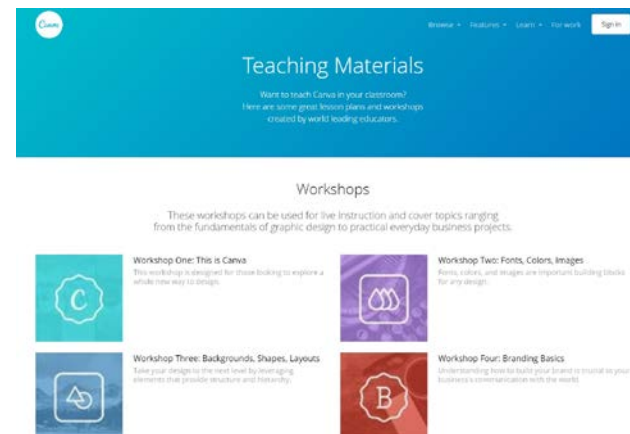 Canva
Browse Features Learn For work Sign in
Teaching Materials
Want to teach Canva in your classroom?
Here are some great lesson plans and workshops
created by world leading educators.
Workshops
These workshops can be used for live instruction and cover topics ranging
from the fundamentals of graphic design to practical everyday business projects.
C
Workshop One: This is Canva
This workshop is designed for those looking to explore a
whole new way to design.
Workshop Two: Fonts, Colors, Images
Fonts, colors, and images are important building blocks
for any design.
Workshop Three: Backgrounds, Shapes, Layouts
Take your design to the next level by leveraging
elements that provide structure and hierarchy.
B
Workshop Four: Branding Basics
Understanding how to build your brand is crucial to your
business's communication with the world.